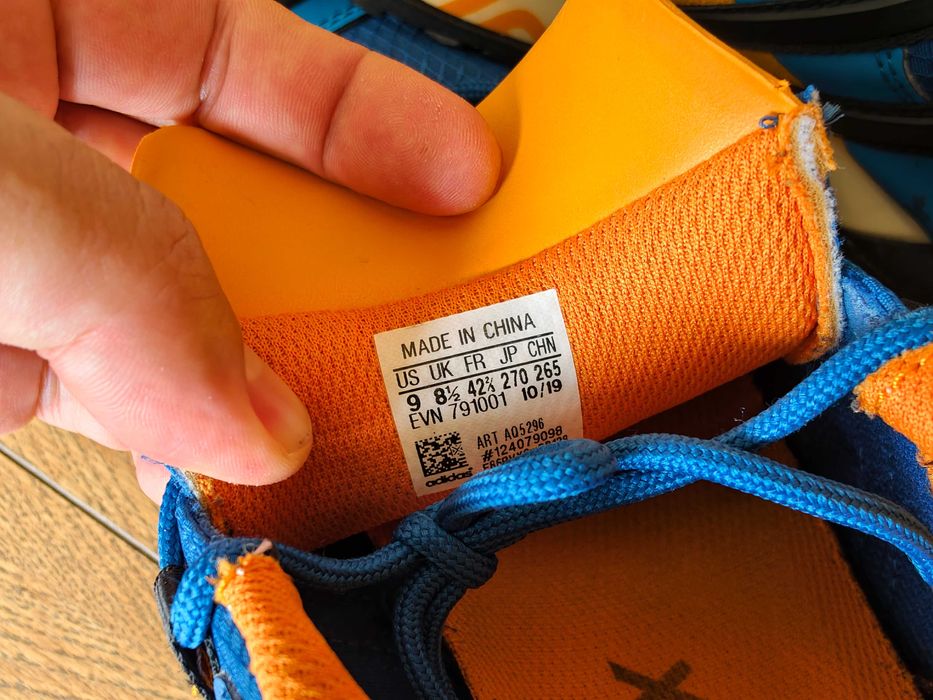 MADE IN CHINA
US UK FR JP CHN
9 8½ 42⅔ 270 265
EVN 791001 10/19
ART AQ5296
#124079098
adidas